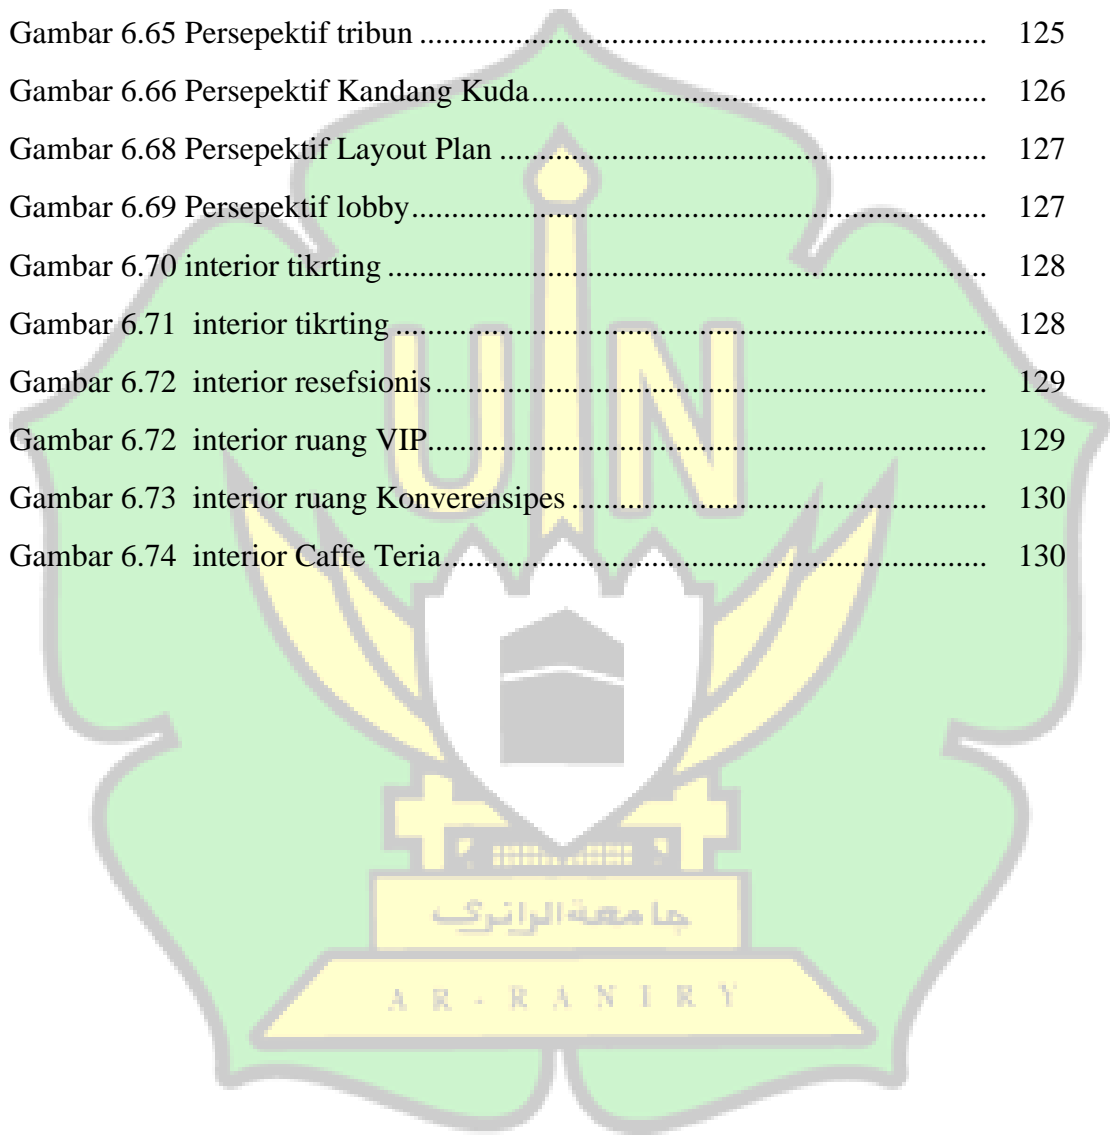 Gambar 6.65 Persepektif tribun ........................................................................ 125
Gambar 6.66 Persepektif Kandang Kuda.......................................................... 126
Gambar 6.68 Persepektif Layout Plan .............................................................. 127
Gambar 6.69 Persepektif lobby......................................................................... 127
Gambar 6.70 interior tikrting ............................................................................ 128
Gambar 6.71  interior tikrting ........................................................................... 128
Gambar 6.72  interior resefsionis...................................................................... 129
Gambar 6.72  interior ruang VIP....................................................................... 129
Gambar 6.73  interior ruang Konverensipes ..................................................... 130
Gambar 6.74  interior Caffe Teria..................................................................... 130
UIN
جامعة الرانري
AR-RANIRY